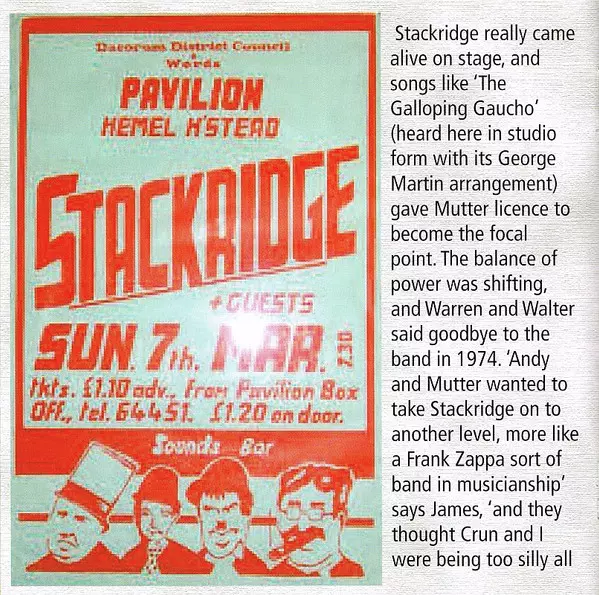 Dacorum District Council
&
Words
PAVILION
HEMEL H'STEAD
STACKRIDGE
+ GUESTS
SUN. 7th. MAR. 7.30
tkts. £1.10 adv., from Pavilion Box
Off., tel. 64451. £1.20 on door.
Sounds Bar
Stackridge really came
alive on stage, and
songs like ‘The
Galloping Gaucho’
(heard here in studio
form with its George
Martin arrangement)
gave Mutter licence to
become the focal
point. The balance of
power was shifting,
and Warren and Walter
said goodbye to the
band in 1974. ‘Andy
and Mutter wanted to
take Stackridge on to
another level, more like
a Frank Zappa sort of
band in musicianship’
says James, ‘and they
thought Crun and I
were being too silly all